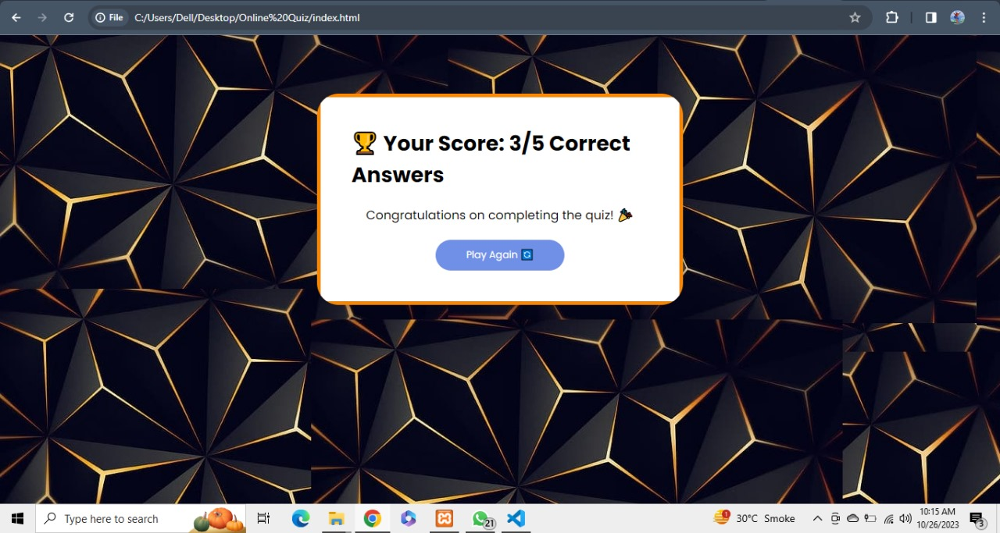 File C:/Users/Dell/Desktop/Online%20Quiz/index.html
🏆 Your Score: 3/5 Correct
Answers
Congratulations on completing the quiz! 🎉
Play Again 🔄
Type here to search
21
1
30°C Smoke
10:15 AM
10/26/2023
3